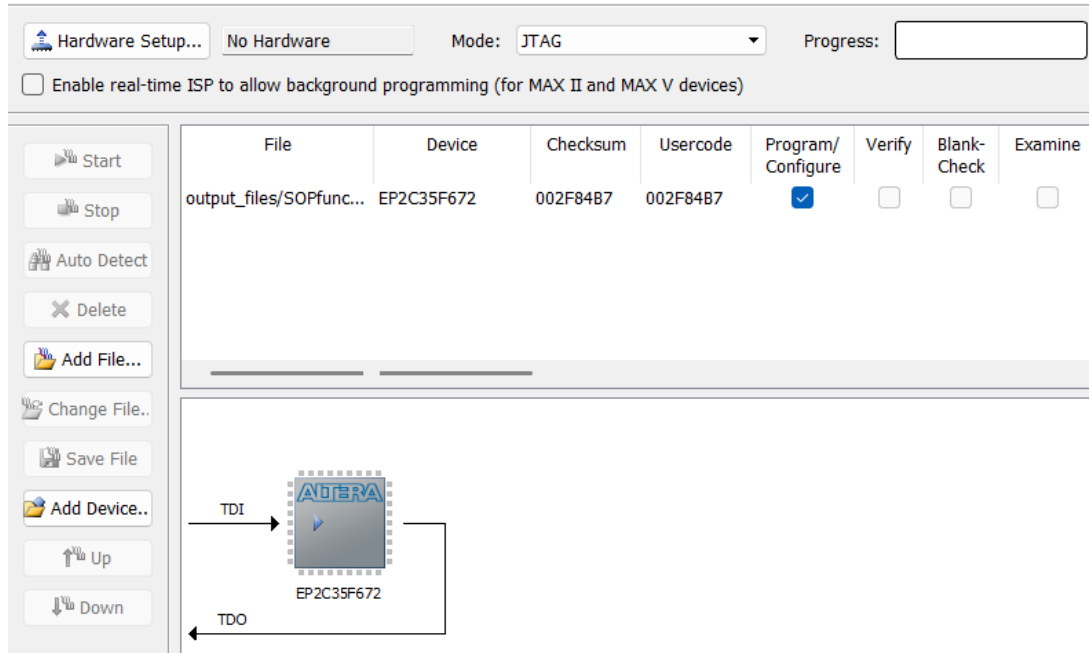 Hardware Setup... No Hardware Mode: JTAG Progress:
Enable real-time ISP to allow background programming (for MAX II and MAX V devices)
Start
Stop
Auto Detect
Delete
Add File...
Change File..
Save File
Add Device..
Up
Down
File Device Checksum Usercode Program/ Verify Blank- Examine
Configure Check
output_files/SOPfunc... EP2C35F672 002F84B7 002F84B7
ALTERA
TDI
EP2C35F672
TDO